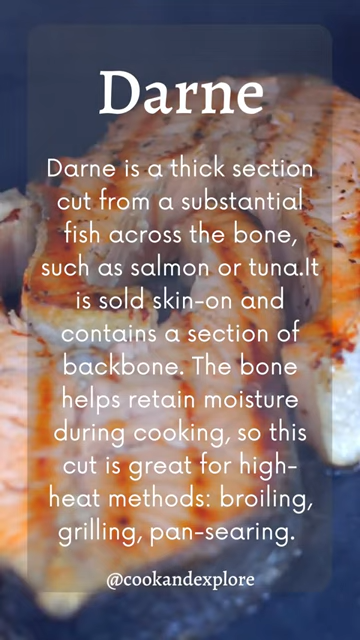 Darne
Darne is a thick section
cut from a substantial
fish across the bone,
such as salmon or tuna.It
is sold skin-on and
contains a section of
backbone. The bone
helps retain moisture
during cooking, so this
cut is great for high-
heat methods: broiling,
grilling, pan-searing.
@cookandexplore